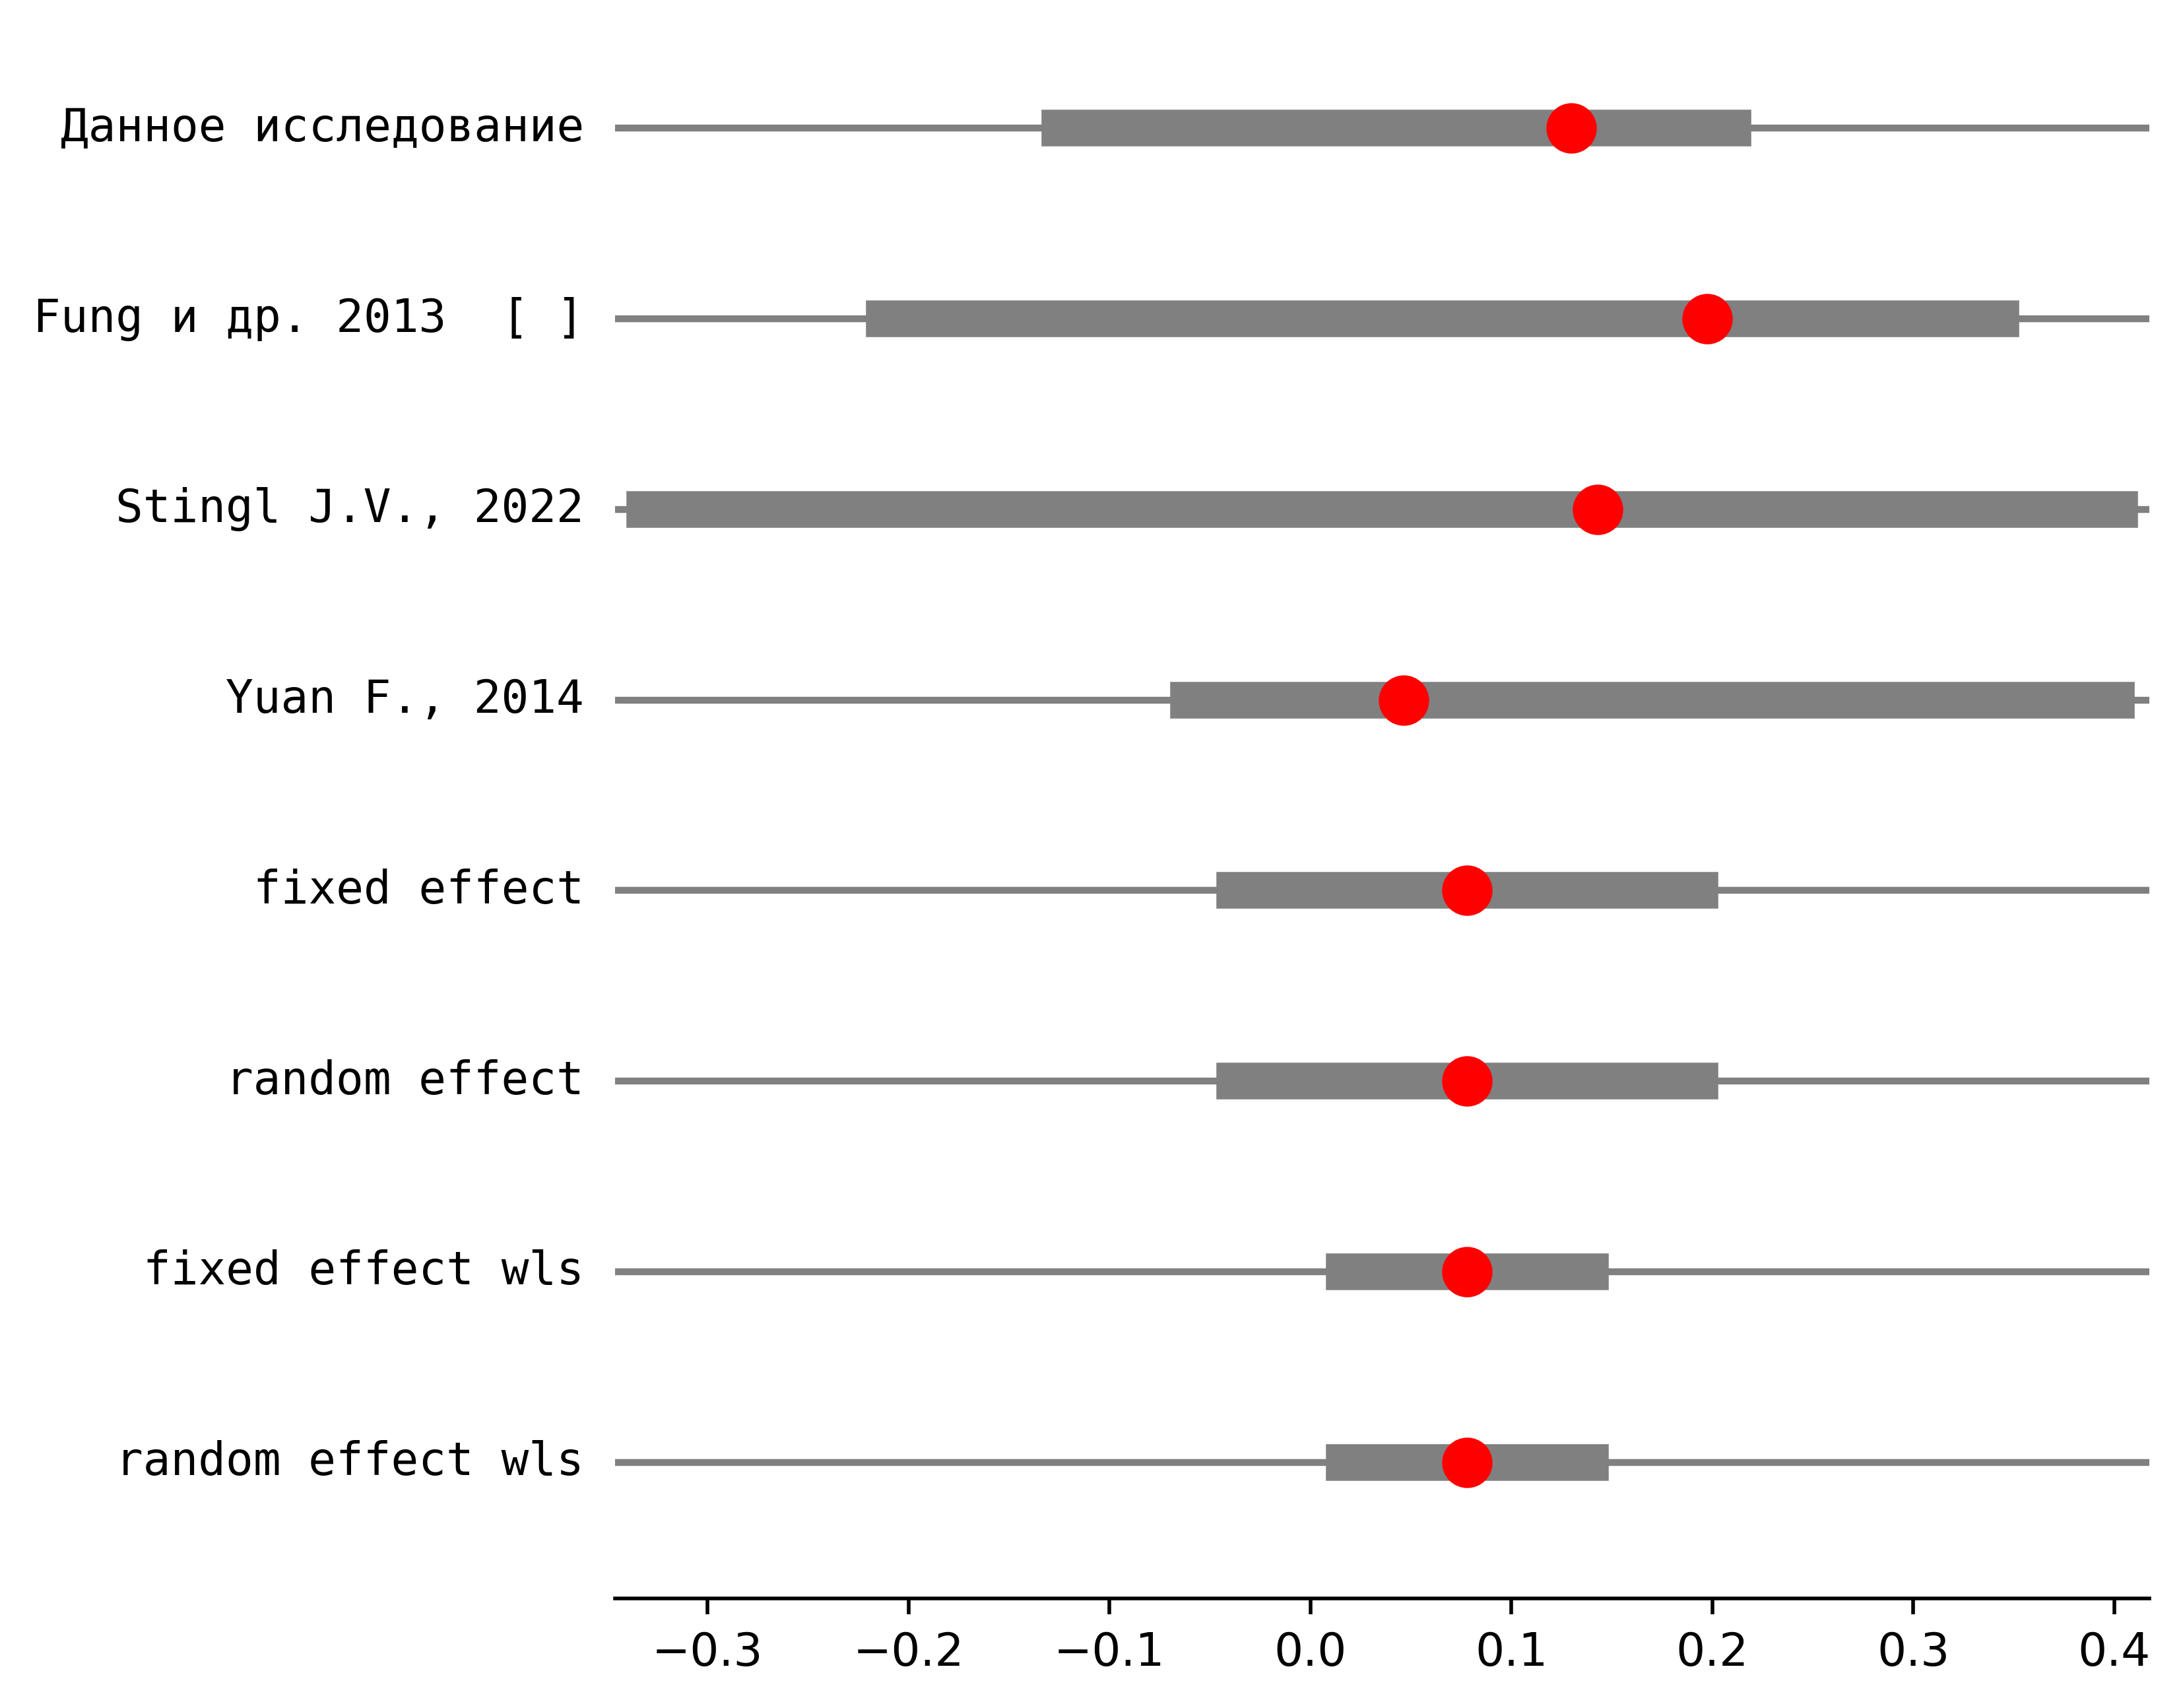 Данное исследование
Fung и др. 2013  [ ]
Stingl J.V., 2022
Yuan F., 2014
fixed effect
random effect
fixed effect wls
random effect wls
−0.3 −0.2 −0.1 0.0 0.1 0.2 0.3 0.4